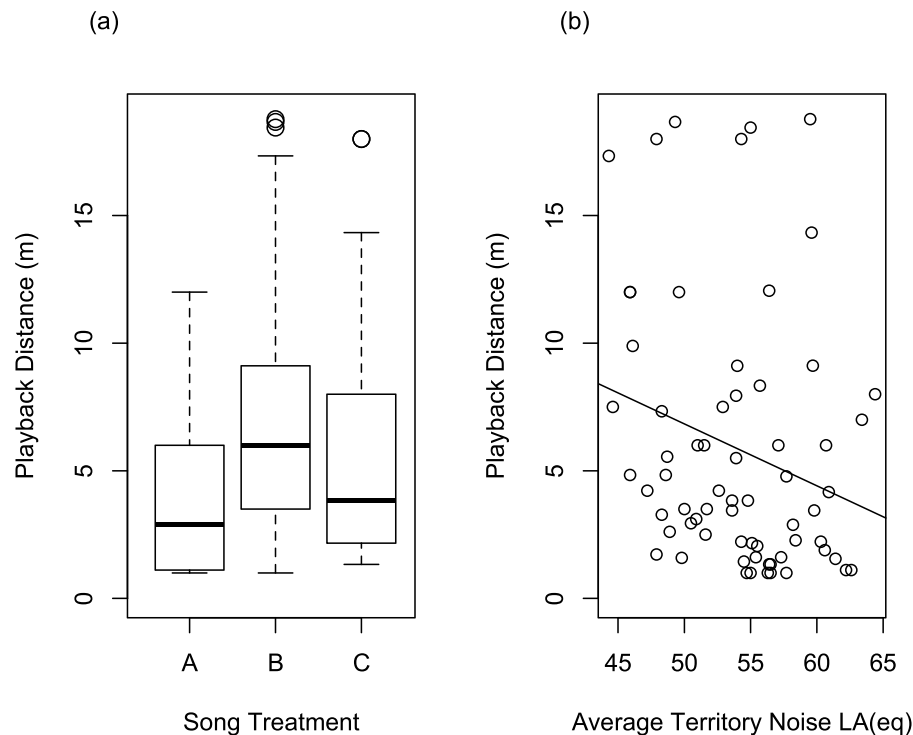 (a)
Playback Distance (m)
15
10
5
0
A B C
Song Treatment
(b)
Playback Distance (m)
15
10
5
0
45 50 55 60 65
Average Territory Noise LA(eq)